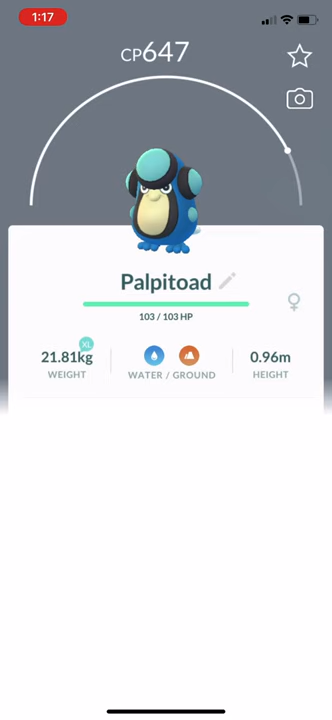 1:17
CP647
Palpitoad
103 / 103 HP
XL
21.81kg
WEIGHT
WATER / GROUND
0.96m
HEIGHT